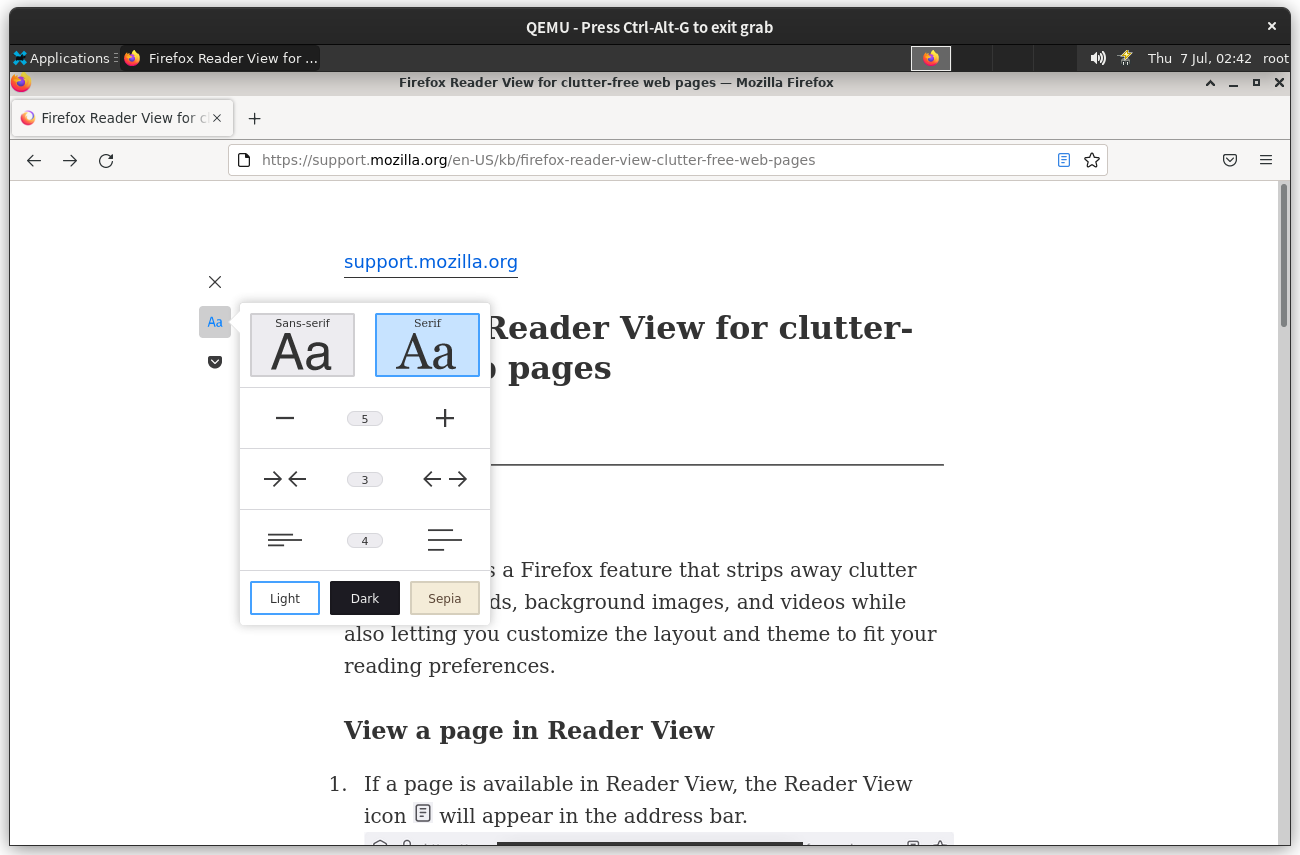 QEMU - Press Ctrl-Alt-G to exit grab
Applications
Firefox Reader View for ...
Thu 7 Jul, 02:42
root
Firefox Reader View for clutter-free web pages — Mozilla Firefox
Firefox Reader View for
https://support.mozilla.org/en-US/kb/firefox-reader-view-clutter-free-web-pages
support.mozilla.org
Aa
Sans-serif
Aa
Serif
Aa
Reader View for clutter-
pages
5
3
4
Light
Dark
Sepia
s a Firefox feature that strips away clutter
ds, background images, and videos while
also letting you customize the layout and theme to fit your
reading preferences.
View a page in Reader View
1. If a page is available in Reader View, the Reader View
icon will appear in the address bar.